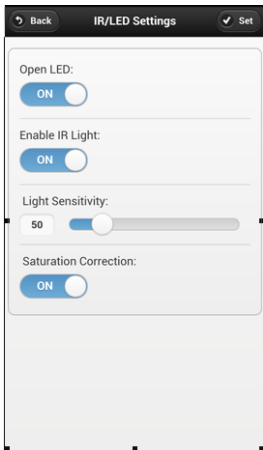 Back IR/LED Settings Set
Open LED:
ON
Enable IR Light:
ON
Light Sensitivity:
50
Saturation Correction:
ON